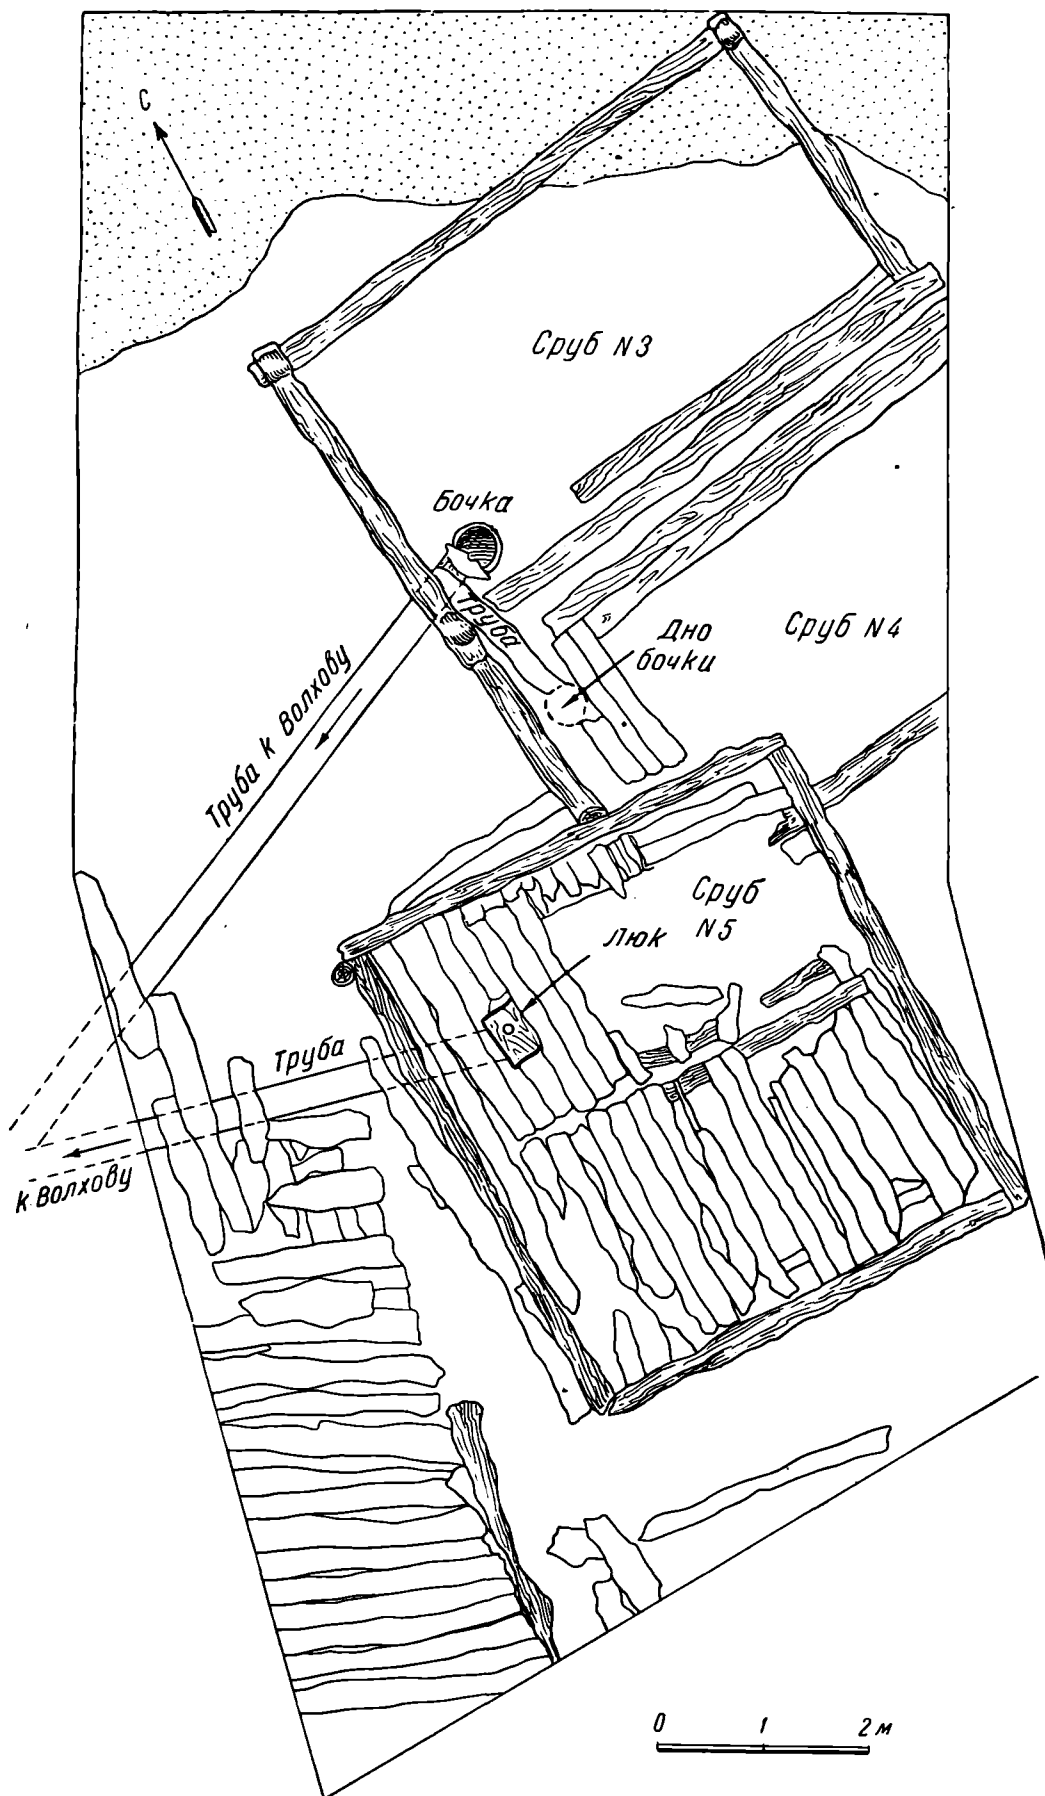 С
Сруб N3
Бочка
Труба
Дно
бочки
Сруб N4
Труба к Волхову
Сруб
N5
Люк
Труба
К Волхову
0 1 2 м